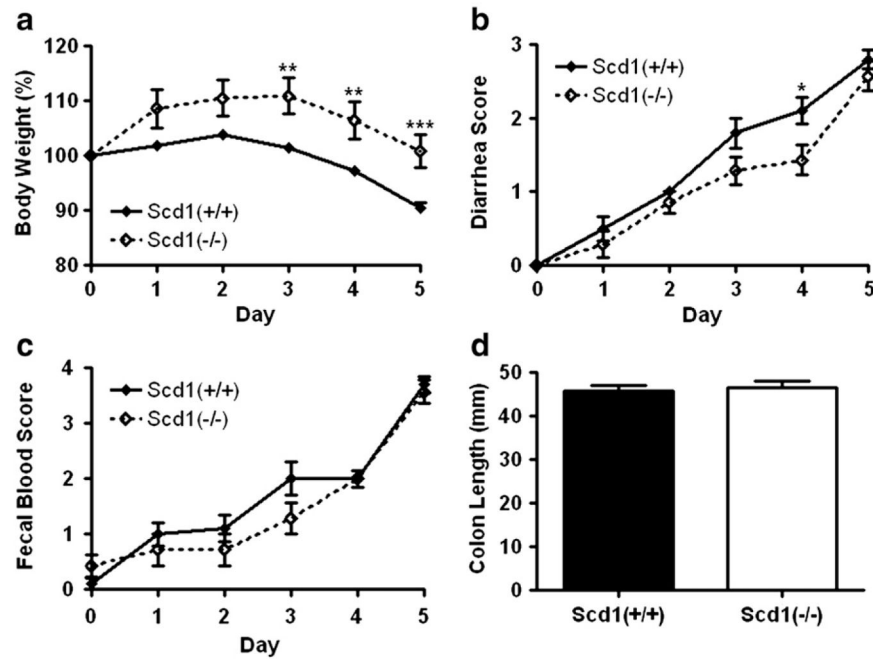 a
120
110
100
90
80
Body Weight (%)
** ** ***
Scd1(+/+)
Scd1(-/-)
0 1 2 3 4 5
Day
b
3
2
1
0
Diarrhea Score
Scd1(+/+)
Scd1(-/-)
*
0 1 2 3 4 5
Day
c
4
3
2
1
0
Fecal Blood Score
Scd1(+/+)
Scd1(-/-)
0 1 2 3 4 5
Day
d
50
40
30
20
10
0
Colon Length (mm)
Scd1(+/+) Scd1(-/-)